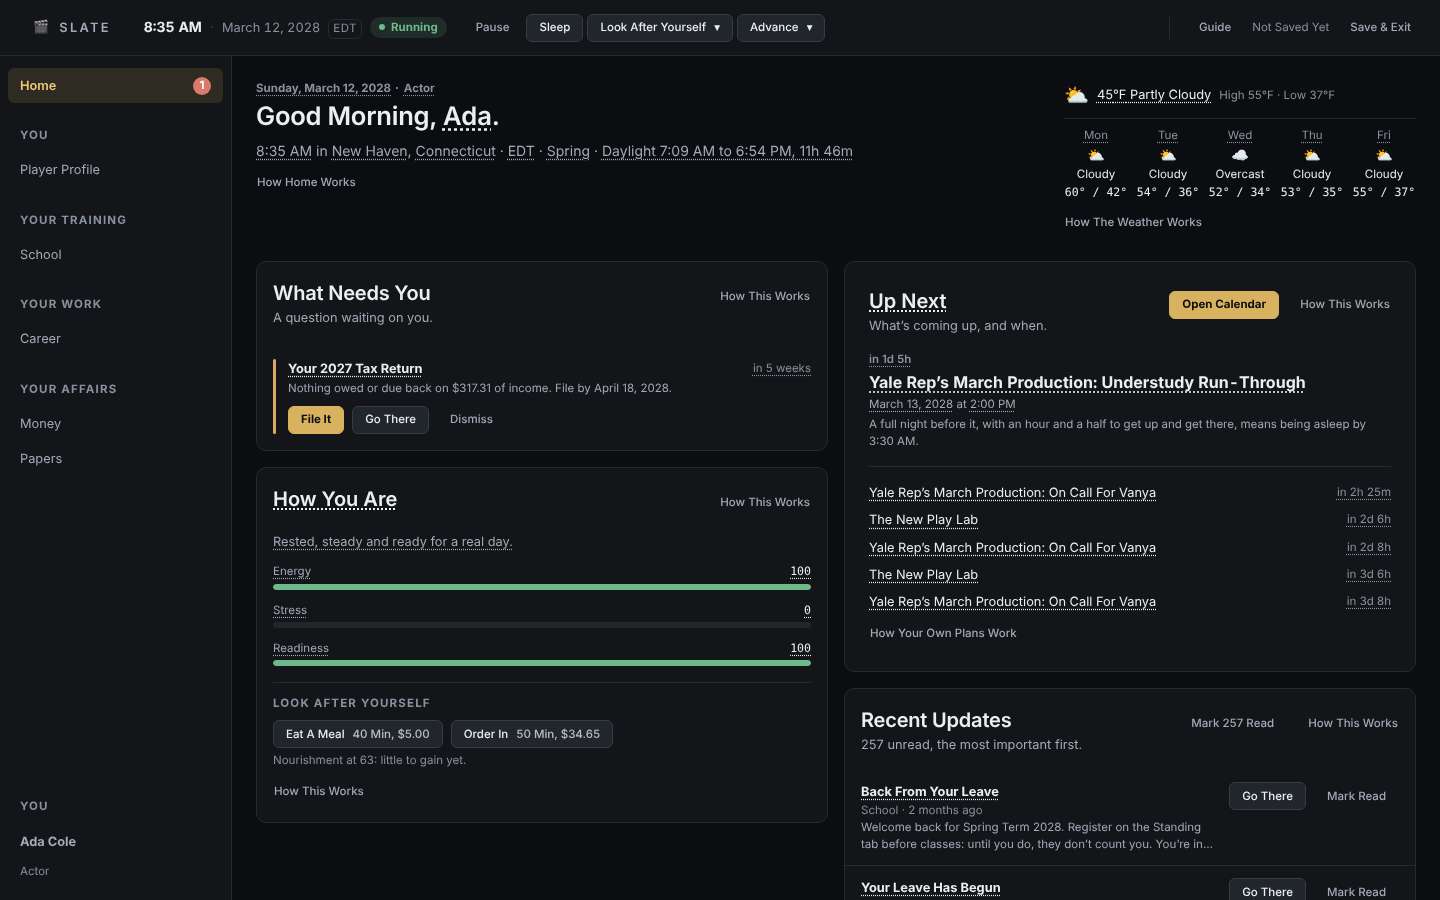 SLATE
8:35 AM · March 12, 2028 EDT Running
Pause
Sleep
Look After Yourself ▾
Advance ▾
Guide
Not Saved Yet
Save & Exit
Home 1
YOU
Player Profile
YOUR TRAINING
School
YOUR WORK
Career
YOUR AFFAIRS
Money
Papers
YOU
Ada Cole
Actor
Sunday, March 12, 2028 · Actor
Good Morning, Ada.
8:35 AM in New Haven, Connecticut · EDT · Spring · Daylight 7:09 AM to 6:54 PM, 11h 46m
How Home Works
45°F Partly Cloudy High 55°F · Low 37°F
Mon Tue Wed Thu Fri
Cloudy Cloudy Overcast Cloudy Cloudy
60° / 42° 54° / 36° 52° / 34° 53° / 35° 55° / 37°
How The Weather Works
What Needs You
How This Works
A question waiting on you.
Your 2027 Tax Return in 5 weeks
Nothing owed or due back on $317.31 of income. File by April 18, 2028.
File It Go There Dismiss
How You Are
How This Works
Rested, steady and ready for a real day.
Energy 100
Stress 0
Readiness 100
LOOK AFTER YOURSELF
Eat A Meal 40 Min, $5.00 Order In 50 Min, $34.65
Nourishment at 63: little to gain yet.
How This Works
Up Next
Open Calendar How This Works
What's coming up, and when.
in 1d 5h
Yale Rep's March Production: Understudy Run-Through
March 13, 2028 at 2:00 PM
A full night before it, with an hour and a half to get up and get there, means being asleep by
3:30 AM.
Yale Rep's March Production: On Call For Vanya in 2h 25m
The New Play Lab in 2d 6h
Yale Rep's March Production: On Call For Vanya in 2d 8h
The New Play Lab in 3d 6h
Yale Rep's March Production: On Call For Vanya in 3d 8h
How Your Own Plans Work
Recent Updates
Mark 257 Read How This Works
257 unread, the most important first.
Back From Your Leave
Go There Mark Read
School · 2 months ago
Welcome back for Spring Term 2028. Register on the Standing
tab before classes: until you do, they don't count you. You're in…
Your Leave Has Begun
Go There Mark Read